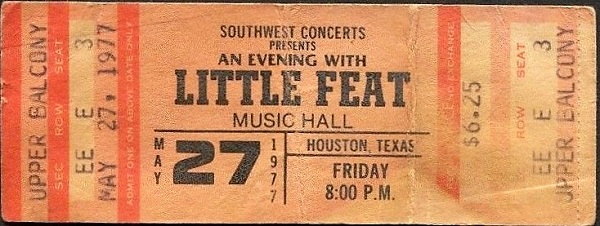 UPPER BALCONY
SEC ROW SEAT
EE E 3
MAY 27, 1977
ADMIT ONE ON ABOVE DATE ONLY
SOUTHWEST CONCERTS
PRESENTS
AN EVENING WITH
LITTLE FEAT
MUSIC HALL
MAY 27 1977
HOUSTON, TEXAS
FRIDAY
8:00 P.M.
EXCHANGE
$6.25
SEC ROW SEAT
EE E 3
UPPER BALCONY